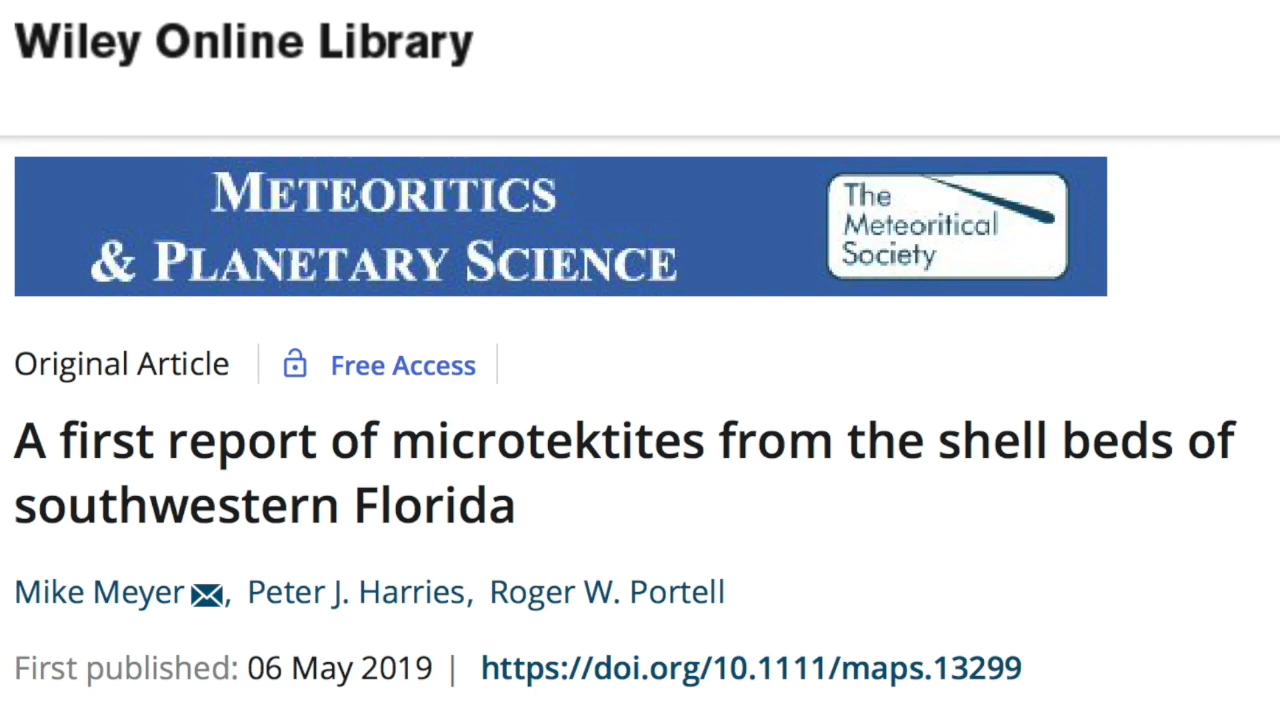 Wiley Online Library
METEORITICS
& PLANETARY SCIENCE
The
Meteoritical
Society
Original Article | Free Access |
A first report of microtektites from the shell beds of
southwestern Florida
Mike Meyer, Peter J. Harries, Roger W. Portell
First published: 06 May 2019 | https://doi.org/10.1111/maps.13299